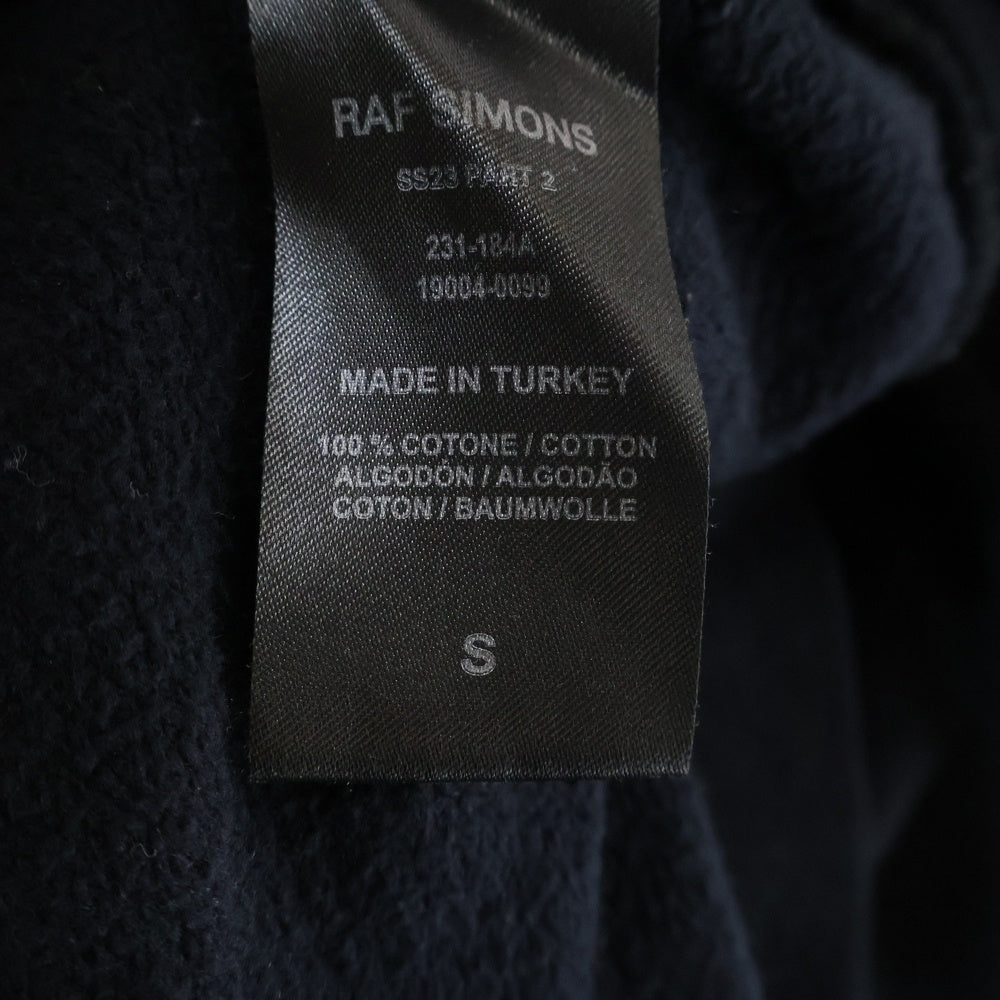 RAF SIMONS
SS23 PART 2
231-184A
19004-0099
MADE IN TURKEY
100 % COTONE / COTTON
ALGODÓN / ALGODÃO
COTON / BAUMWOLLE
S